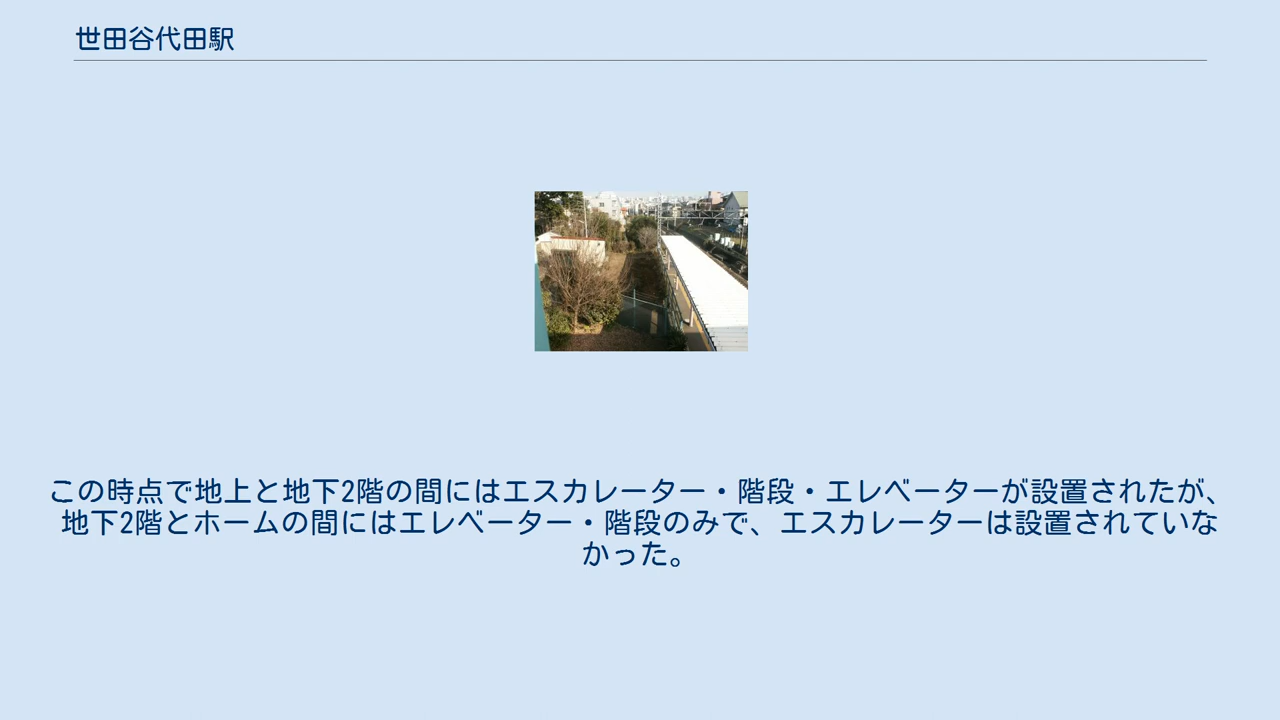 世田谷代田駅
この時点で地上と地下2階の間にはエスカレーター・階段・エレベーターが設置されたが、
地下2階とホームの間にはエレベーター・階段のみで、エスカレーターは設置されていな
かった。